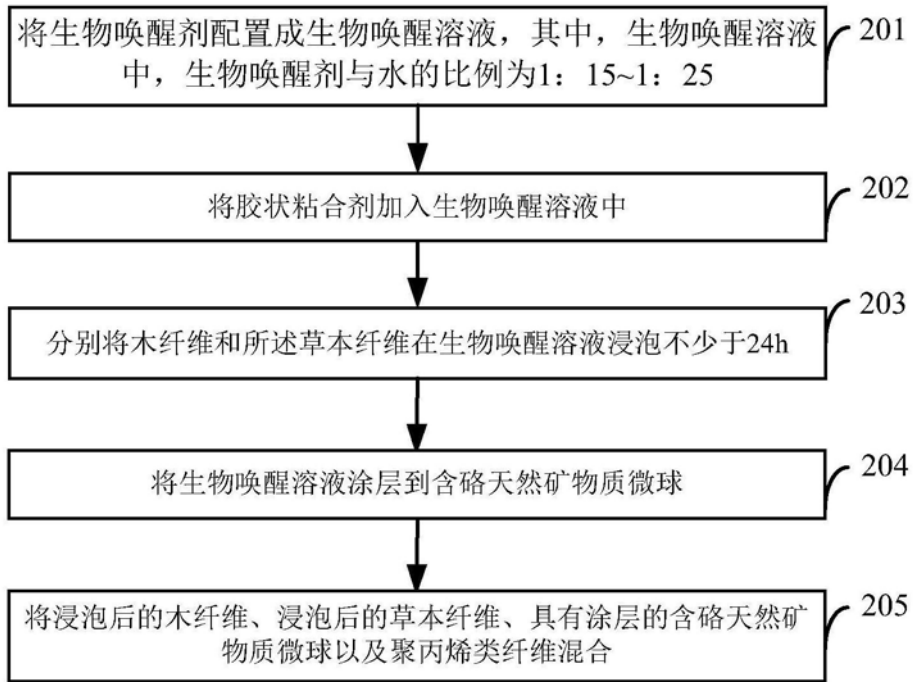 将生物唤醒剂配置成生物唤醒溶液，其中，生物唤醒溶液
中，生物唤醒剂与水的比例为1：15~1：25
201
将胶状粘合剂加入生物唤醒溶液中
202
分别将木纤维和所述草本纤维在生物唤醒溶液浸泡不少于24h
203
将生物唤醒溶液涂层到含硌天然矿物质微球
204
将浸泡后的木纤维、浸泡后的草本纤维、具有涂层的含硌天然矿
物质微球以及聚丙烯类纤维混合
205